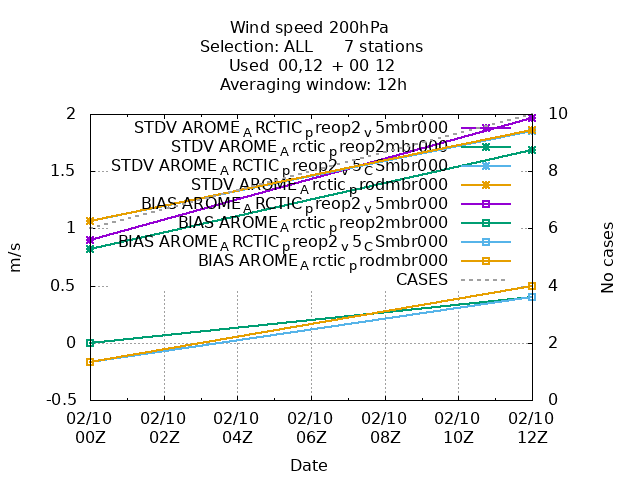 Wind speed 200hPa
Selection: ALL 7 stations
Used 00,12 + 00 12
Averaging window: 12h
STDV AROME_ARCTIC_preop2_v5mbr000
STDV AROME_Arctic_preop2mbr000
STDV AROME_ARCTIC_preop2_v5_CSmbr000
STDV AROME_Arctic_prodmbr000
BIAS AROME_ARCTIC_preop2_v5mbr000
BIAS AROME_Arctic_preop2mbr000
BIAS AROME_ARCTIC_preop2_v5_CSmbr000
BIAS AROME_Arctic_prodmbr000
CASES
2
1.5
1
0.5
0
-0.5
m/s
10
8
6
4
2
0
No cases
02/10 02/10 02/10 02/10 02/10 02/10 02/10
00Z 02Z 04Z 06Z 08Z 10Z 12Z
Date